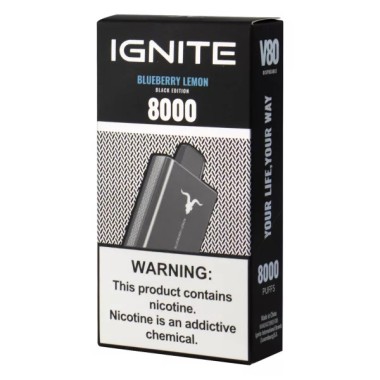 IGNITE
BLUEBERRY LEMON
BLACK EDITION
8000
WARNING:
This product contains
nicotine.
Nicotine is an addictive
chemical.
V80
YOUR LIFE, YOUR WAY
8000
PUFFS